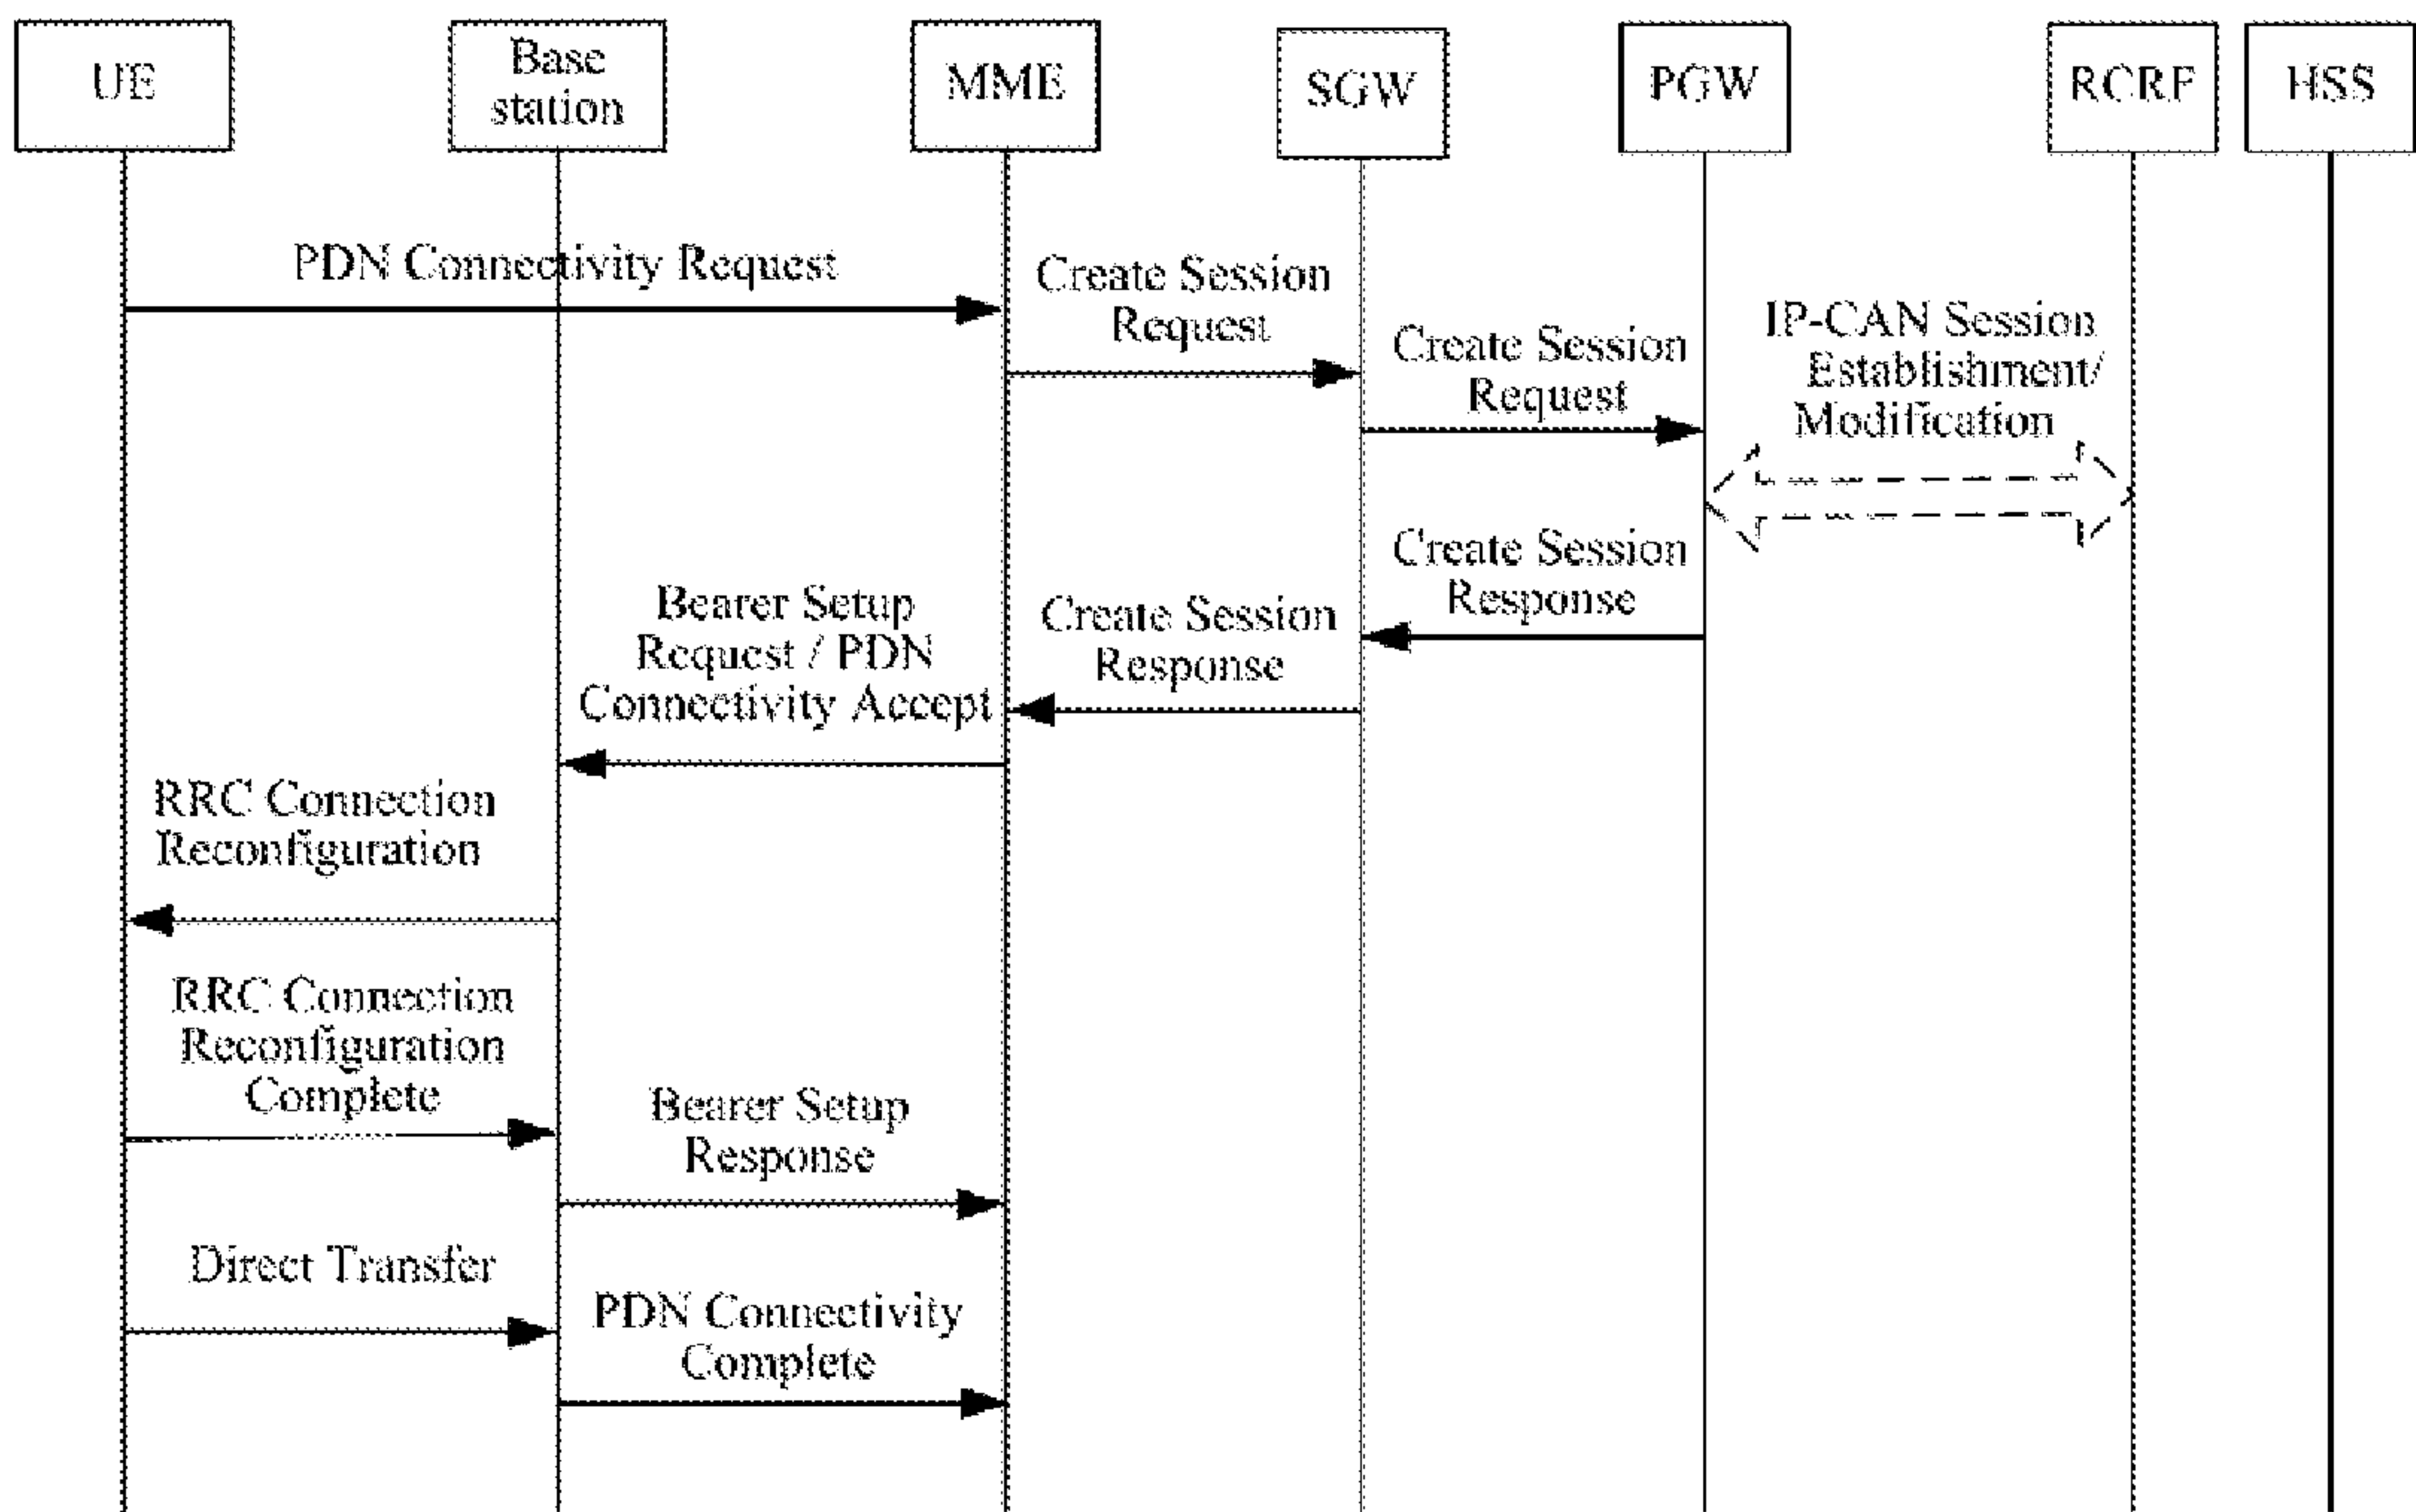 UE
Base
station
MME
SGW
PGW
RCRF
HSS
PDN Connectivity Request
Create Session
Request
Create Session
Request
IP-CAN Session
Establishment/
Modification
Create Session
Response
Create Session
Response
Bearer Setup
Request / PDN
Connectivity Accept
RRC Connection
Reconfiguration
RRC Connection
Reconfiguration
Complete
Bearer Setup
Response
Direct Transfer
PDN Connectivity
Complete